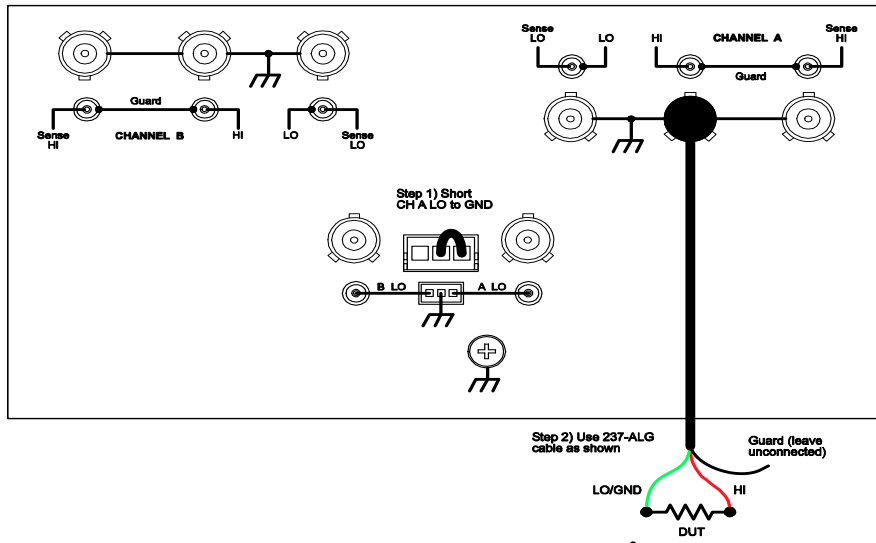 Sense
LO
LO
HI
CHANNEL A
Sense
HI
Guard
Guard
Sense
HI
CHANNEL B
HI
LO
Sense
LO
Step 1) Short
CH A LO to GND
B LO
A LO
Step 2) Use 237-ALG
cable as shown
Guard (leave
unconnected)
LO/GND
HI
DUT